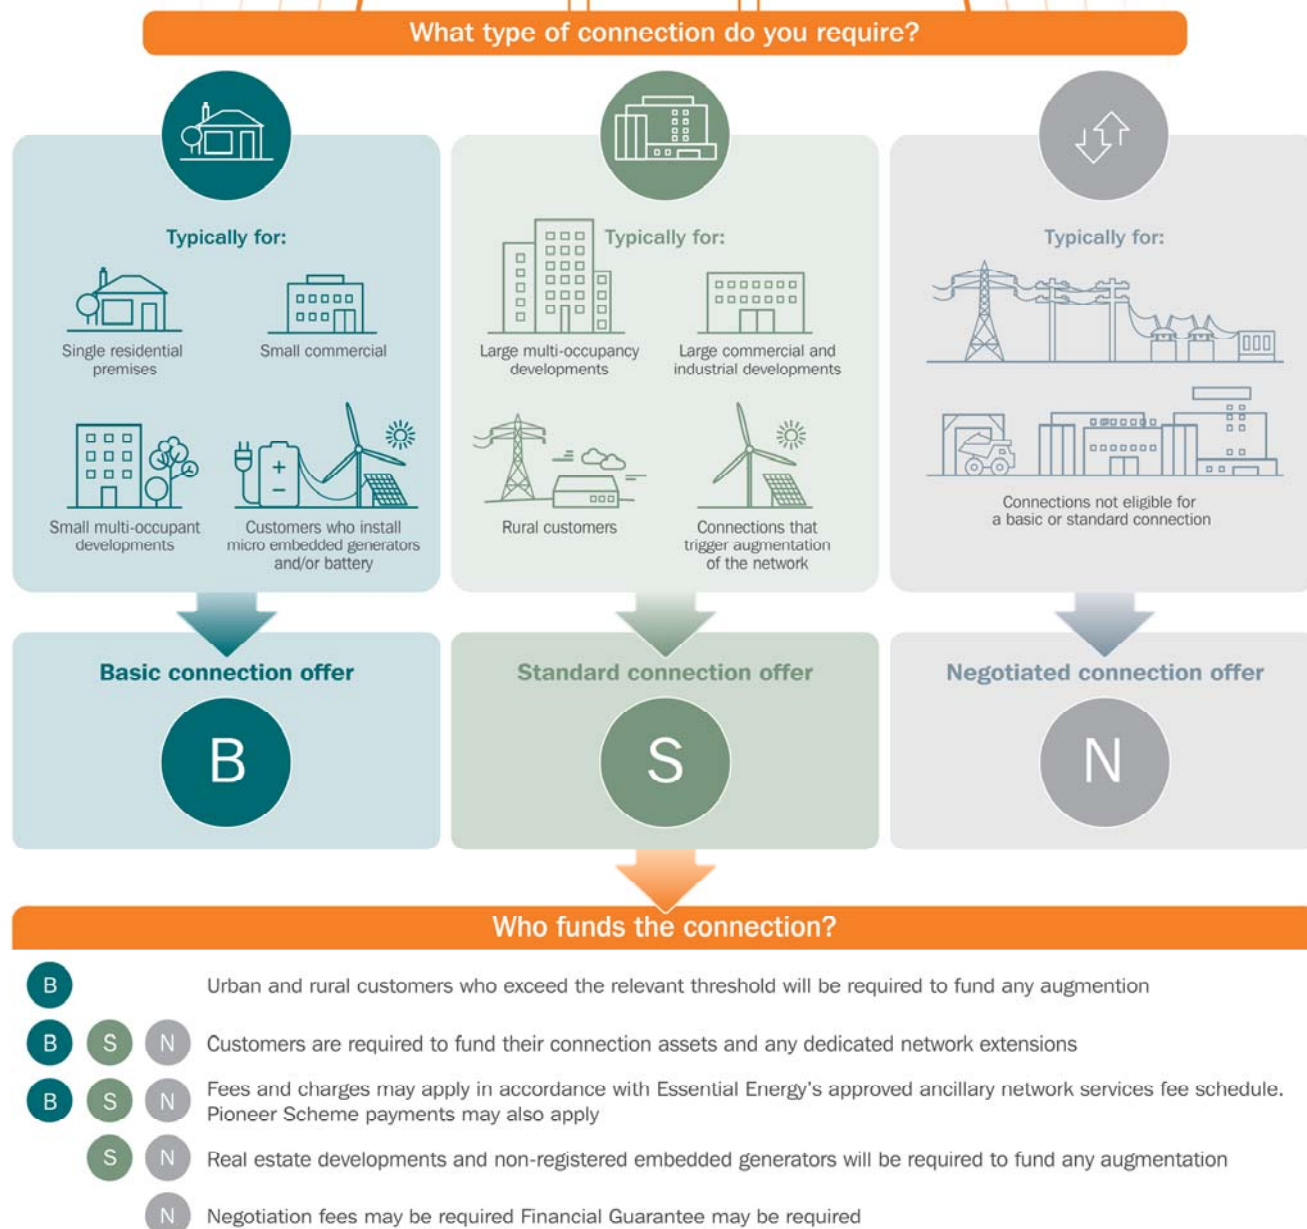 What type of connection do you require?
Typically for:
Single residential
premises
Small commercial
Small multi-occupant
developments
Customers who install
micro embedded generators
and/or battery
Typically for:
Large multi-occupancy
developments
Large commercial and
industrial developments
Rural customers
Connections that
trigger augmentation
of the network
Typically for:
Connections not eligible for
a basic or standard connection
Basic connection offer
B
Standard connection offer
S
Negotiated connection offer
N
Who funds the connection?
B Urban and rural customers who exceed the relevant threshold will be required to fund any augmention
B S N Customers are required to fund their connection assets and any dedicated network extensions
B S N Fees and charges may apply in accordance with Essential Energy's approved ancillary network services fee schedule.
Pioneer Scheme payments may also apply
S N Real estate developments and non-registered embedded generators will be required to fund any augmentation
N Negotiation fees may be required Financial Guarantee may be required